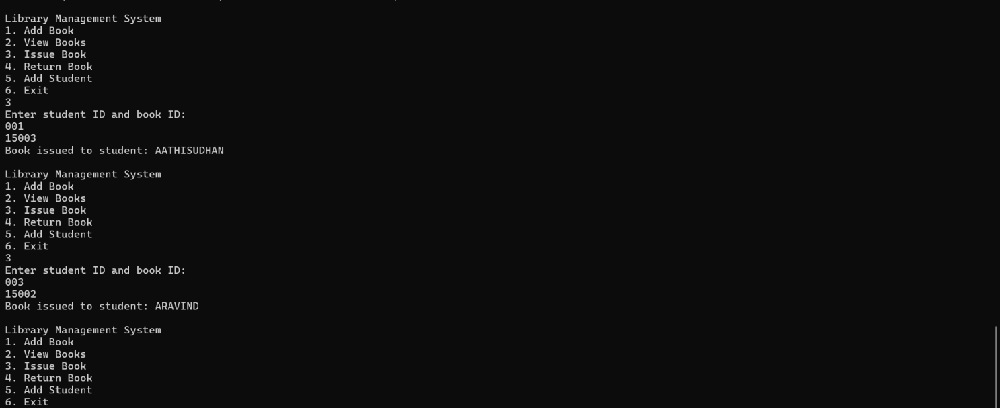 Library Management System
1. Add Book
2. View Books
3. Issue Book
4. Return Book
5. Add Student
6. Exit
3
Enter student ID and book ID:
001
15003
Book issued to student: AATHISUDHAN
Library Management System
1. Add Book
2. View Books
3. Issue Book
4. Return Book
5. Add Student
6. Exit
3
Enter student ID and book ID:
003
15002
Book issued to student: ARAVIND
Library Management System
1. Add Book
2. View Books
3. Issue Book
4. Return Book
5. Add Student
6. Exit